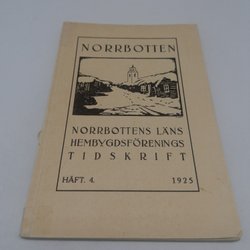 NORRBOTTEN
NORRBOTTENS LÄNS
HEMBYGDSFÖRENINGS
TIDSKRIFT
HÄFT. 4. 1925